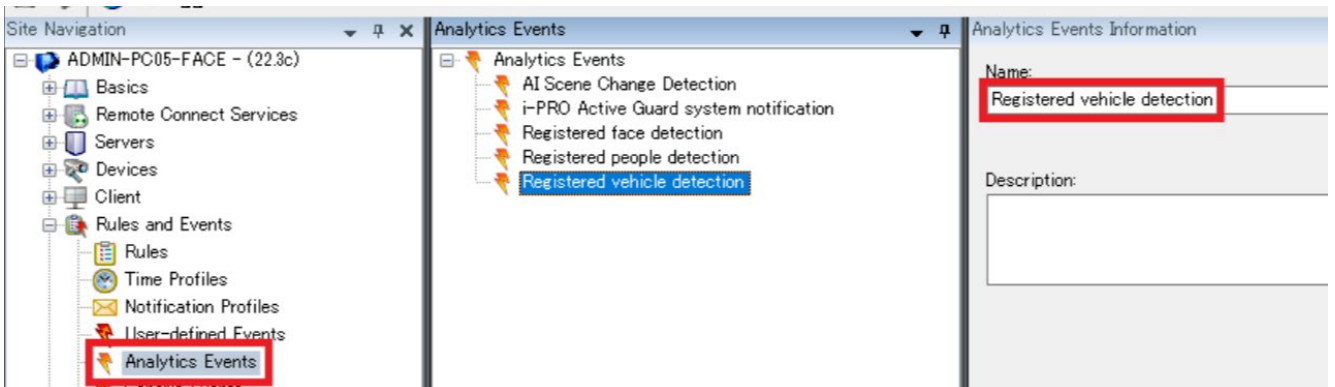 Site Navigation
ADMIN-PC05-FACE - (22.3c)
Basics
Remote Connect Services
Servers
Devices
Client
Rules and Events
Rules
Time Profiles
Notification Profiles
User-defined Events
Analytics Events
Analytics Events
Analytics Events
AI Scene Change Detection
i-PRO Active Guard system notification
Registered face detection
Registered people detection
Registered vehicle detection
Analytics Events Information
Name:
Registered vehicle detection
Description: